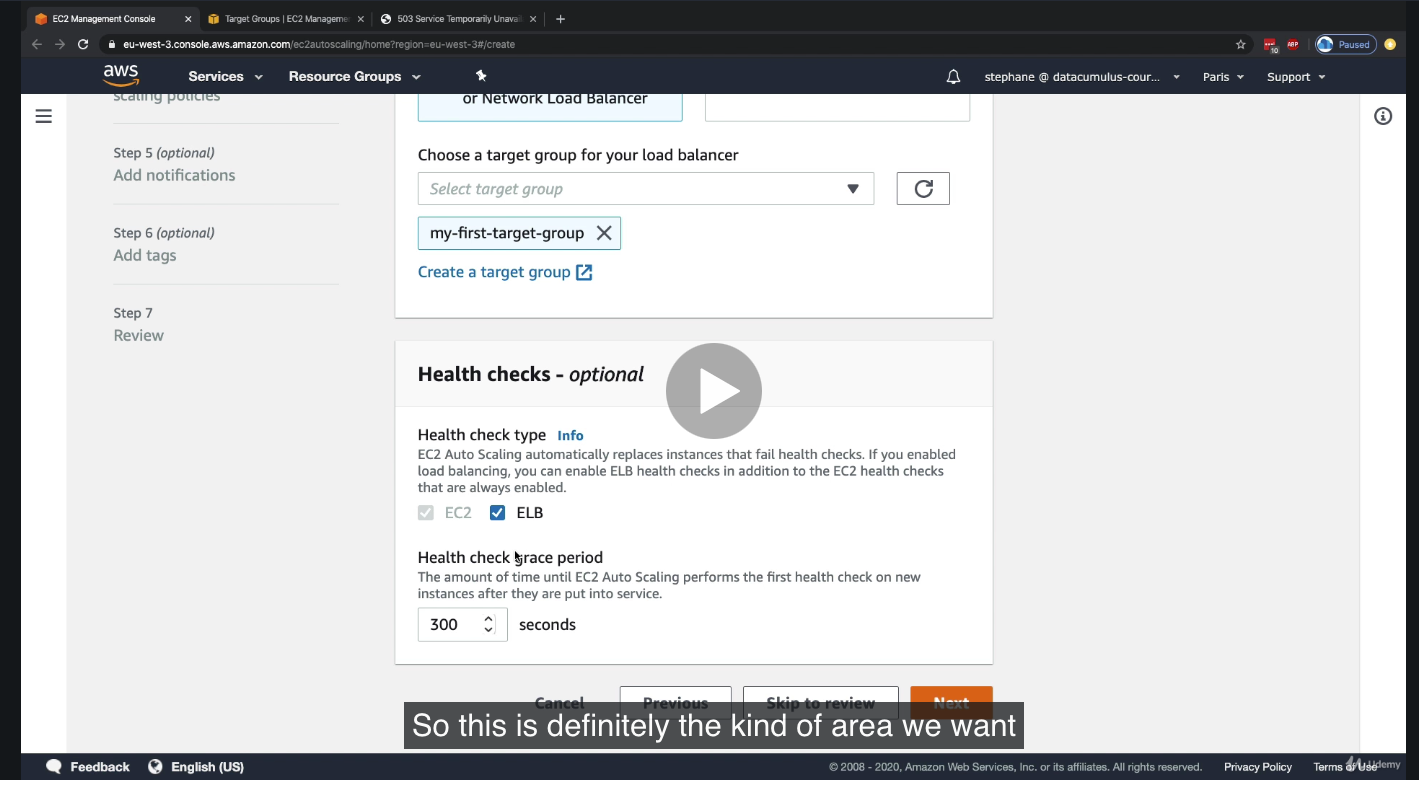 EC2 Management Console
Target Groups | EC2 Manageme
503 Service Temporarily Unavai
eu-west-3.console.aws.amazon.com/ec2autoscaling/home?region=eu-west-3#/create
10
ABP
Paused
aws
Services
Resource Groups
stephane @ datacumulus-cour...
Paris
Support
scaling policies
or Network Load Balancer
Step 5 (optional)
Add notifications
Step 6 (optional)
Add tags
Step 7
Review
Choose a target group for your load balancer
Select target group
my-first-target-group
Create a target group
Health checks - optional
Health check type Info
EC2 Auto Scaling automatically replaces instances that fail health checks. If you enabled
load balancing, you can enable ELB health checks in addition to the EC2 health checks
that are always enabled.
EC2 ELB
Health check grace period
The amount of time until EC2 Auto Scaling performs the first health check on new
instances after they are put into service.
300 seconds
Cancel Previous Skip to review Next
So this is definitely the kind of area we want
Feedback English (US)
© 2008 - 2020, Amazon Web Services, Inc. or its affiliates. All rights reserved. Privacy Policy Terms of Use
Udemy